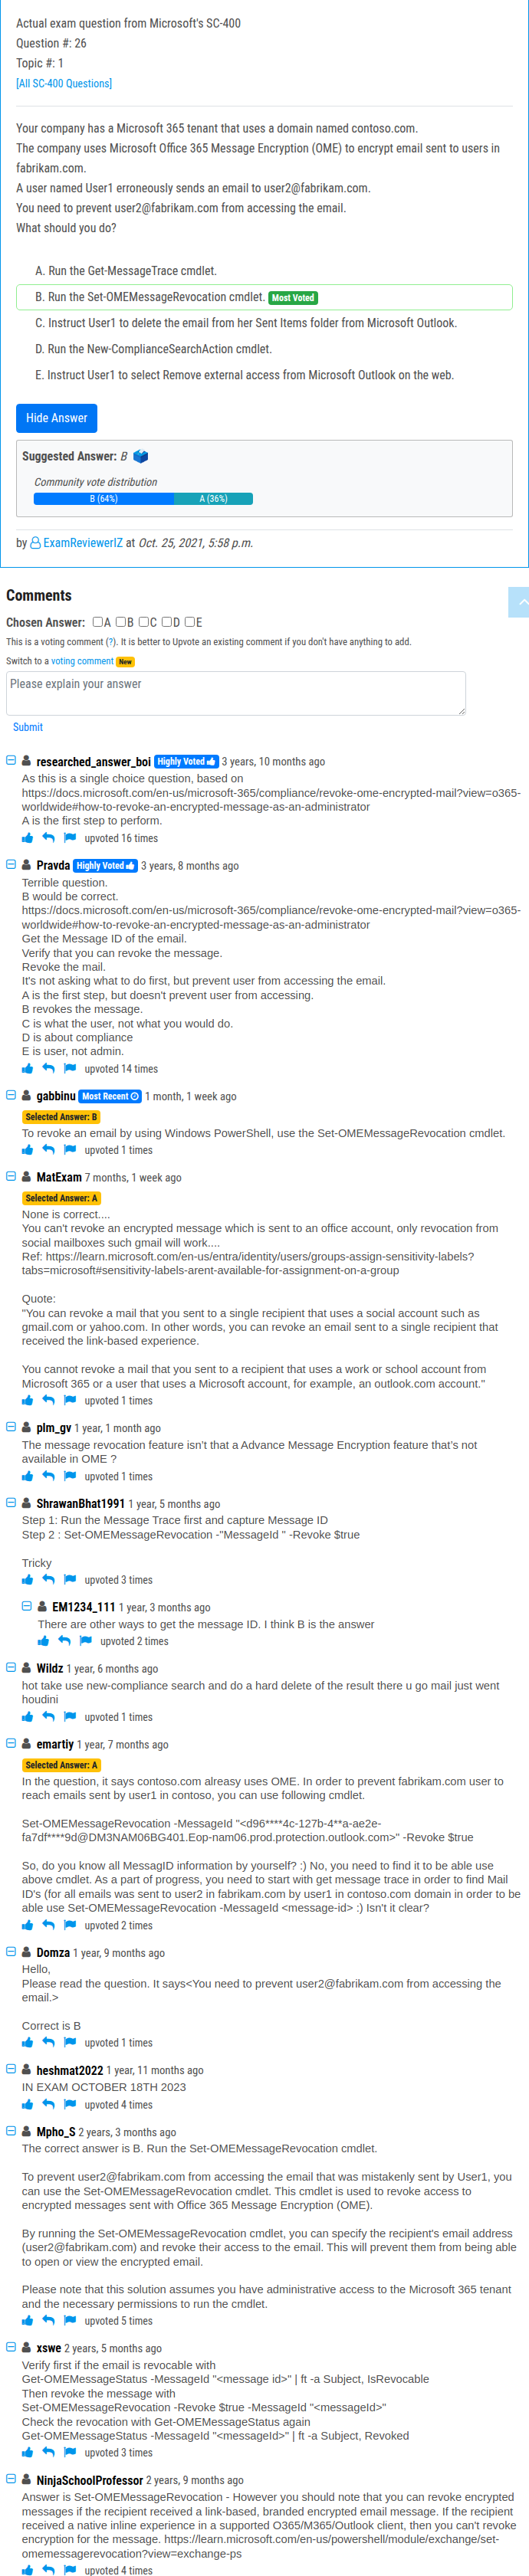 Actual exam question from Microsoft's SC-400
Question #: 26
Topic #: 1
[All SC-400 Questions]
Your company has a Microsoft 365 tenant that uses a domain named contoso.com.
The company uses Microsoft Office 365 Message Encryption (OME) to encrypt email sent to users in
fabrikam.com.
A user named User1 erroneously sends an email to user2@fabrikam.com.
You need to prevent user2@fabrikam.com from accessing the email.
What should you do?
A. Run the Get-MessageTrace cmdlet.
B. Run the Set-OMEMessageRevocation cmdlet. Most Voted
C. Instruct User1 to delete the email from her Sent Items folder from Microsoft Outlook.
D. Run the New-ComplianceSearchAction cmdlet.
E. Instruct User1 to select Remove external access from Microsoft Outlook on the web.
Hide Answer
Suggested Answer: B
Community vote distribution
B (64%) A (36%)
by ExamReviewerIZ at Oct. 25, 2021, 5:58 p.m.
Comments
Chosen Answer: A B C D E
This is a voting comment (?). It is better to Upvote an existing comment if you don't have anything to add.
Switch to a voting comment New
Please explain your answer
Submit
researched_answer_boi Highly Voted 3 years, 10 months ago
As this is a single choice question, based on
https://docs.microsoft.com/en-us/microsoft-365/compliance/revoke-ome-encrypted-mail?view=o365-
worldwide#how-to-revoke-an-encrypted-message-as-an-administrator
A is the first step to perform.
upvoted 16 times
Pravda Highly Voted 3 years, 8 months ago
Terrible question.
B would be correct.
https://docs.microsoft.com/en-us/microsoft-365/compliance/revoke-ome-encrypted-mail?view=o365-
worldwide#how-to-revoke-an-encrypted-message-as-an-administrator
Get the Message ID of the email.
Verify that you can revoke the message.
Revoke the mail.
It's not asking what to do first, but prevent user from accessing the email.
A is the first step, but doesn't prevent user from accessing.
B revokes the message.
C is what the user, not what you would do.
D is about compliance
E is user, not admin.
upvoted 14 times
gabbinu Most Recent 1 month, 1 week ago
Selected Answer: B
To revoke an email by using Windows PowerShell, use the Set-OMEMessageRevocation cmdlet.
upvoted 1 times
MatExam 7 months, 1 week ago
Selected Answer: A
None is correct....
You can't revoke an encrypted message which is sent to an office account, only revocation from
social mailboxes such gmail will work....
Ref: https://learn.microsoft.com/en-us/entra/identity/users/groups-assign-sensitivity-labels?
tabs=microsoft#sensitivity-labels-arent-available-for-assignment-on-a-group
Quote:
"You can revoke a mail that you sent to a single recipient that uses a social account such as
gmail.com or yahoo.com. In other words, you can revoke an email sent to a single recipient that
received the link-based experience.
You cannot revoke a mail that you sent to a recipient that uses a work or school account from
Microsoft 365 or a user that uses a Microsoft account, for example, an outlook.com account."
upvoted 1 times
plm_gv 1 year, 1 month ago
The message revocation feature isn't that a Advance Message Encryption feature that's not
available in OME ?
upvoted 1 times
ShrawanBhat1991 1 year, 5 months ago
Step 1: Run the Message Trace first and capture Message ID
Step 2 : Set-OMEMessageRevocation -"MessageId " -Revoke $true
Tricky
upvoted 3 times
EM1234_111 1 year, 3 months ago
There are other ways to get the message ID. I think B is the answer
upvoted 2 times
Wildz 1 year, 6 months ago
hot take use new-compliance search and do a hard delete of the result there u go mail just went
houdini
upvoted 1 times
emartiy 1 year, 7 months ago
Selected Answer: A
In the question, it says contoso.com alreasy uses OME. In order to prevent fabrikam.com user to
reach emails sent by user1 in contoso, you can use following cmdlet.
Set-OMEMessageRevocation -MessageId "<d96****4c-127b-4**a-ae2e-
fa7df****9d@DM3NAM06BG401.Eop-nam06.prod.protection.outlook.com>" -Revoke $true
So, do you know all MessagID information by yourself? :) No, you need to find it to be able use
above cmdlet. As a part of progress, you need to start with get message trace in order to find Mail
ID's (for all emails was sent to user2 in fabrikam.com by user1 in contoso.com domain in order to be
able use Set-OMEMessageRevocation -MessageId <message-id> :) Isn't it clear?
upvoted 2 times
Domza 1 year, 9 months ago
Hello,
Please read the question. It says<You need to prevent user2@fabrikam.com from accessing the
email.>
Correct is B
upvoted 1 times
heshmat2022 1 year, 11 months ago
IN EXAM OCTOBER 18TH 2023
upvoted 4 times
Mpho_S 2 years, 3 months ago
The correct answer is B. Run the Set-OMEMessageRevocation cmdlet.
To prevent user2@fabrikam.com from accessing the email that was mistakenly sent by User1, you
can use the Set-OMEMessageRevocation cmdlet. This cmdlet is used to revoke access to
encrypted messages sent with Office 365 Message Encryption (OME).
By running the Set-OMEMessageRevocation cmdlet, you can specify the recipient's email address
(user2@fabrikam.com) and revoke their access to the email. This will prevent them from being able
to open or view the encrypted email.
Please note that this solution assumes you have administrative access to the Microsoft 365 tenant
and the necessary permissions to run the cmdlet.
upvoted 5 times
xswe 2 years, 5 months ago
Verify first if the email is revocable with
Get-OMEMessageStatus -MessageId "<message id>" | ft -a Subject, IsRevocable
Then revoke the message with
Set-OMEMessageRevocation -Revoke $true -MessageId "<messageId>"
Check the revocation with Get-OMEMessageStatus again
Get-OMEMessageStatus -MessageId "<messageId>" | ft -a Subject, Revoked
upvoted 3 times
NinjaSchoolProfessor 2 years, 9 months ago
Answer is Set-OMEMessageRevocation - However you should note that you can revoke encrypted
messages if the recipient received a link-based, branded encrypted email message. If the recipient
received a native inline experience in a supported O365/M365/Outlook client, then you can't revoke
encryption for the message. https://learn.microsoft.com/en-us/powershell/module/exchange/set-
omemessagerevocation?view=exchange-ps
upvoted 4 times